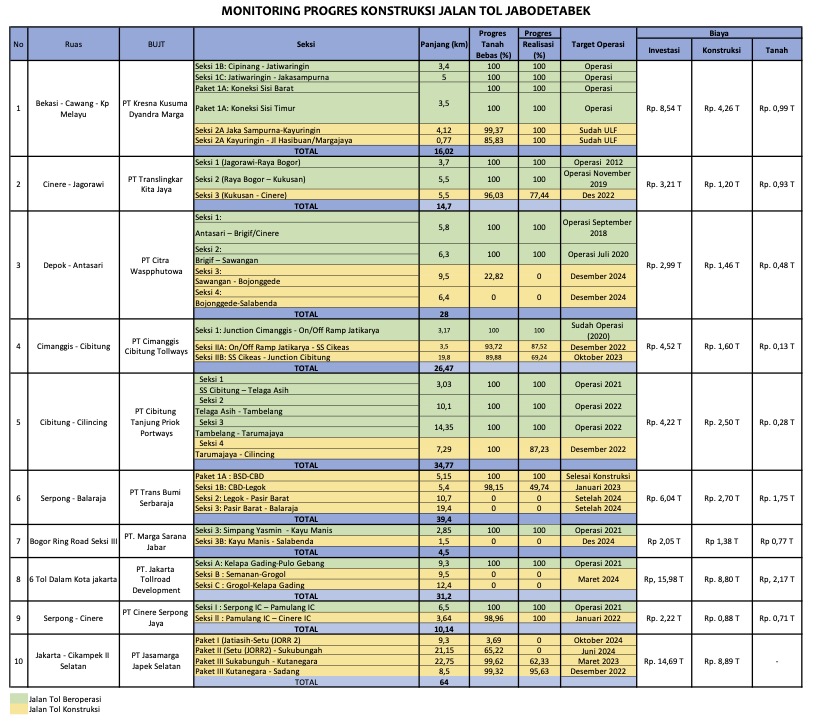 MONITORING PROGRES KONSTRUKSI JALAN TOL JABODETABEK
No Ruas BUJT Seksi Panjang (km) Progres Tanah Bebas (%) Progres Realisasi (%) Target Operasi Biaya
Investasi Konstruksi Tanah
1 Bekasi - Cawang - Kp Melayu PT Kresna Kusuma Dyandra Marga Rp. 8,54 T Rp. 4,26 T Rp. 0,99 T
Seksi 1B: Cipinang - Jatiwaringin 3,4 100 100 Operasi
Seksi 1C: Jatiwaringin - Jakasampurna 5 100 100 Operasi
Paket 1A: Koneksi Sisi Barat 3,5 100 100 Operasi
Paket 1A: Koneksi Sisi Timur 100 100 Operasi
Seksi 2A Jaka Sampurna-Kayuringin 4,12 99,37 100 Sudah ULF
Seksi 2A Kayuringin - Jl Hasibuan/Margajaya 0,77 85,83 100 Sudah ULF
TOTAL 16,02
2 Cinere - Jagorawi PT Translingkar Kita Jaya Rp. 3,21 T Rp. 1,20 T Rp. 0,93 T
Seksi 1 (Jagorawi-Raya Bogor) 3,7 100 100 Operasi 2012
Seksi 2 (Raya Bogor – Kukusan) 5,5 100 100 Operasi November 2019
Seksi 3 (Kukusan - Cinere) 5,5 96,03 77,44 Des 2022
TOTAL 14,7
3 Depok - Antasari PT Citra Waspphutowa Rp. 2,99 T Rp. 1,46 T Rp. 0,48 T
Seksi 1:
Antasari – Brigif/Cinere 5,8 100 100 Operasi September 2018
Seksi 2:
Brigif – Sawangan 6,3 100 100 Operasi Juli 2020
Seksi 3:
Sawangan - Bojonggede 9,5 22,82 0 Desember 2024
Seksi 4:
Bojonggede-Salabenda 6,4 0 0 Desember 2024
TOTAL 28
4 Cimanggis - Cibitung PT Cimanggis Cibitung Tollways Rp. 4,52 T Rp. 1,60 T Rp. 0,13 T
Seksi 1: Junction Cimanggis - On/Off Ramp Jatikarya 3,17 100 100 Sudah Operasi (2020)
Seksi IIA: On/Off Ramp Jatikarya - SS Cikeas 3,5 93,72 87,52 Desember 2022
Seksi IIB: SS Cikeas - Junction Cibitung 19,8 89,88 69,24 Oktober 2023
TOTAL 26,47
5 Cibitung - Cilincing PT Cibitung Tanjung Priok Portways Rp. 4,22 T Rp. 2,50 T Rp. 0,28 T
Seksi 1
SS Cibitung – Telaga Asih 3,03 100 100 Operasi 2021
Seksi 2
Telaga Asih - Tambelang 10,1 100 100 Operasi 2022
Seksi 3
Tambelang - Tarumajaya 14,35 100 100 Operasi 2022
Seksi 4
Tarumajaya - Cilincing 7,29 100 87,23 Desember 2022
TOTAL 34,77
6 Serpong - Balaraja PT Trans Bumi Serbaraja Rp. 6,04 T Rp. 2,70 T Rp. 1,75 T
Paket 1A : BSD-CBD 5,15 100 100 Selesai Konstruksi
Seksi 1B: CBD-Legok 5,4 98,15 49,74 Januari 2023
Seksi 2: Legok - Pasir Barat 10,7 0 0 Setelah 2024
Seksi 3: Pasir Barat - Balaraja 19,4 0 0 Setelah 2024
TOTAL 39,4
7 Bogor Ring Road Seksi III PT. Marga Sarana Jabar Rp 2,05 T Rp 1,38 T Rp 0,77 T
Seksi 3: Simpang Yasmin - Kayu Manis 2,85 100 100 Operasi 2021
Seksi 3B: Kayu Manis - Salabenda 1,5 0 0 Des 2024
TOTAL 4,5
8 6 Tol Dalam Kota jakarta PT. Jakarta Tollroad Development Rp, 15,98 T Rp. 8,80 T Rp, 2,17 T
Seksi A: Kelapa Gading-Pulo Gebang 9,3 100 100 Operasi 2021
Seksi B : Semanan-Grogol 9,5 0 0 Maret 2024
Seksi C : Grogol-Kelapa Gading 12,4 0 0
TOTAL 31,2
9 Serpong - Cinere PT Cinere Serpong Jaya Rp. 2,22 T Rp. 0,88 T Rp. 0,71 T
Seksi I : Serpong IC – Pamulang IC 6,5 100 100 Operasi 2021
Seksi II : Pamulang IC – Cinere IC 3,64 98,96 100 Januari 2022
TOTAL 10,14
10 Jakarta - Cikampek II Selatan PT Jasamarga Japek Selatan Rp. 14,69 T Rp. 8,89 T -
Paket I (Jatiasih-Setu (JORR 2) 9,3 3,69 0 Oktober 2024
Paket II (Setu (JORR2) - Sukubungah 21,15 65,22 0 Juni 2024
Paket III Sukabunguh - Kutanegara 22,75 99,62 62,33 Maret 2023
Paket III Kutanegara - Sadang 8,5 99,32 95,63 Desember 2022
TOTAL 64
Jalan Tol Beroperasi
Jalan Tol Konstruksi